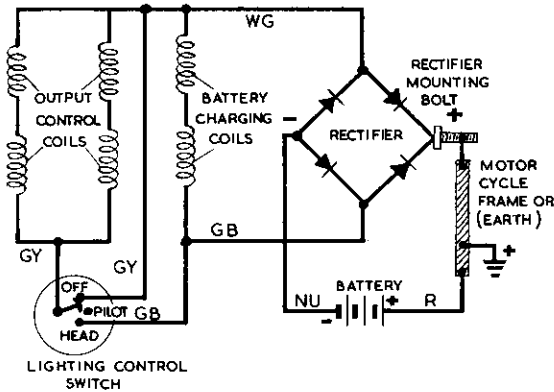 WG
OUTPUT
CONTROL
COILS
BATTERY
CHARGING
COILS
RECTIFIER
MOUNTING
BOLT
+
-
RECTIFIER
MOTOR
CYCLE
FRAME OR
(EARTH)
+
GY
GY
GB
OFF
PILOT
GB
HEAD
NU
BATTERY
-
+
R
LIGHTING CONTROL
SWITCH